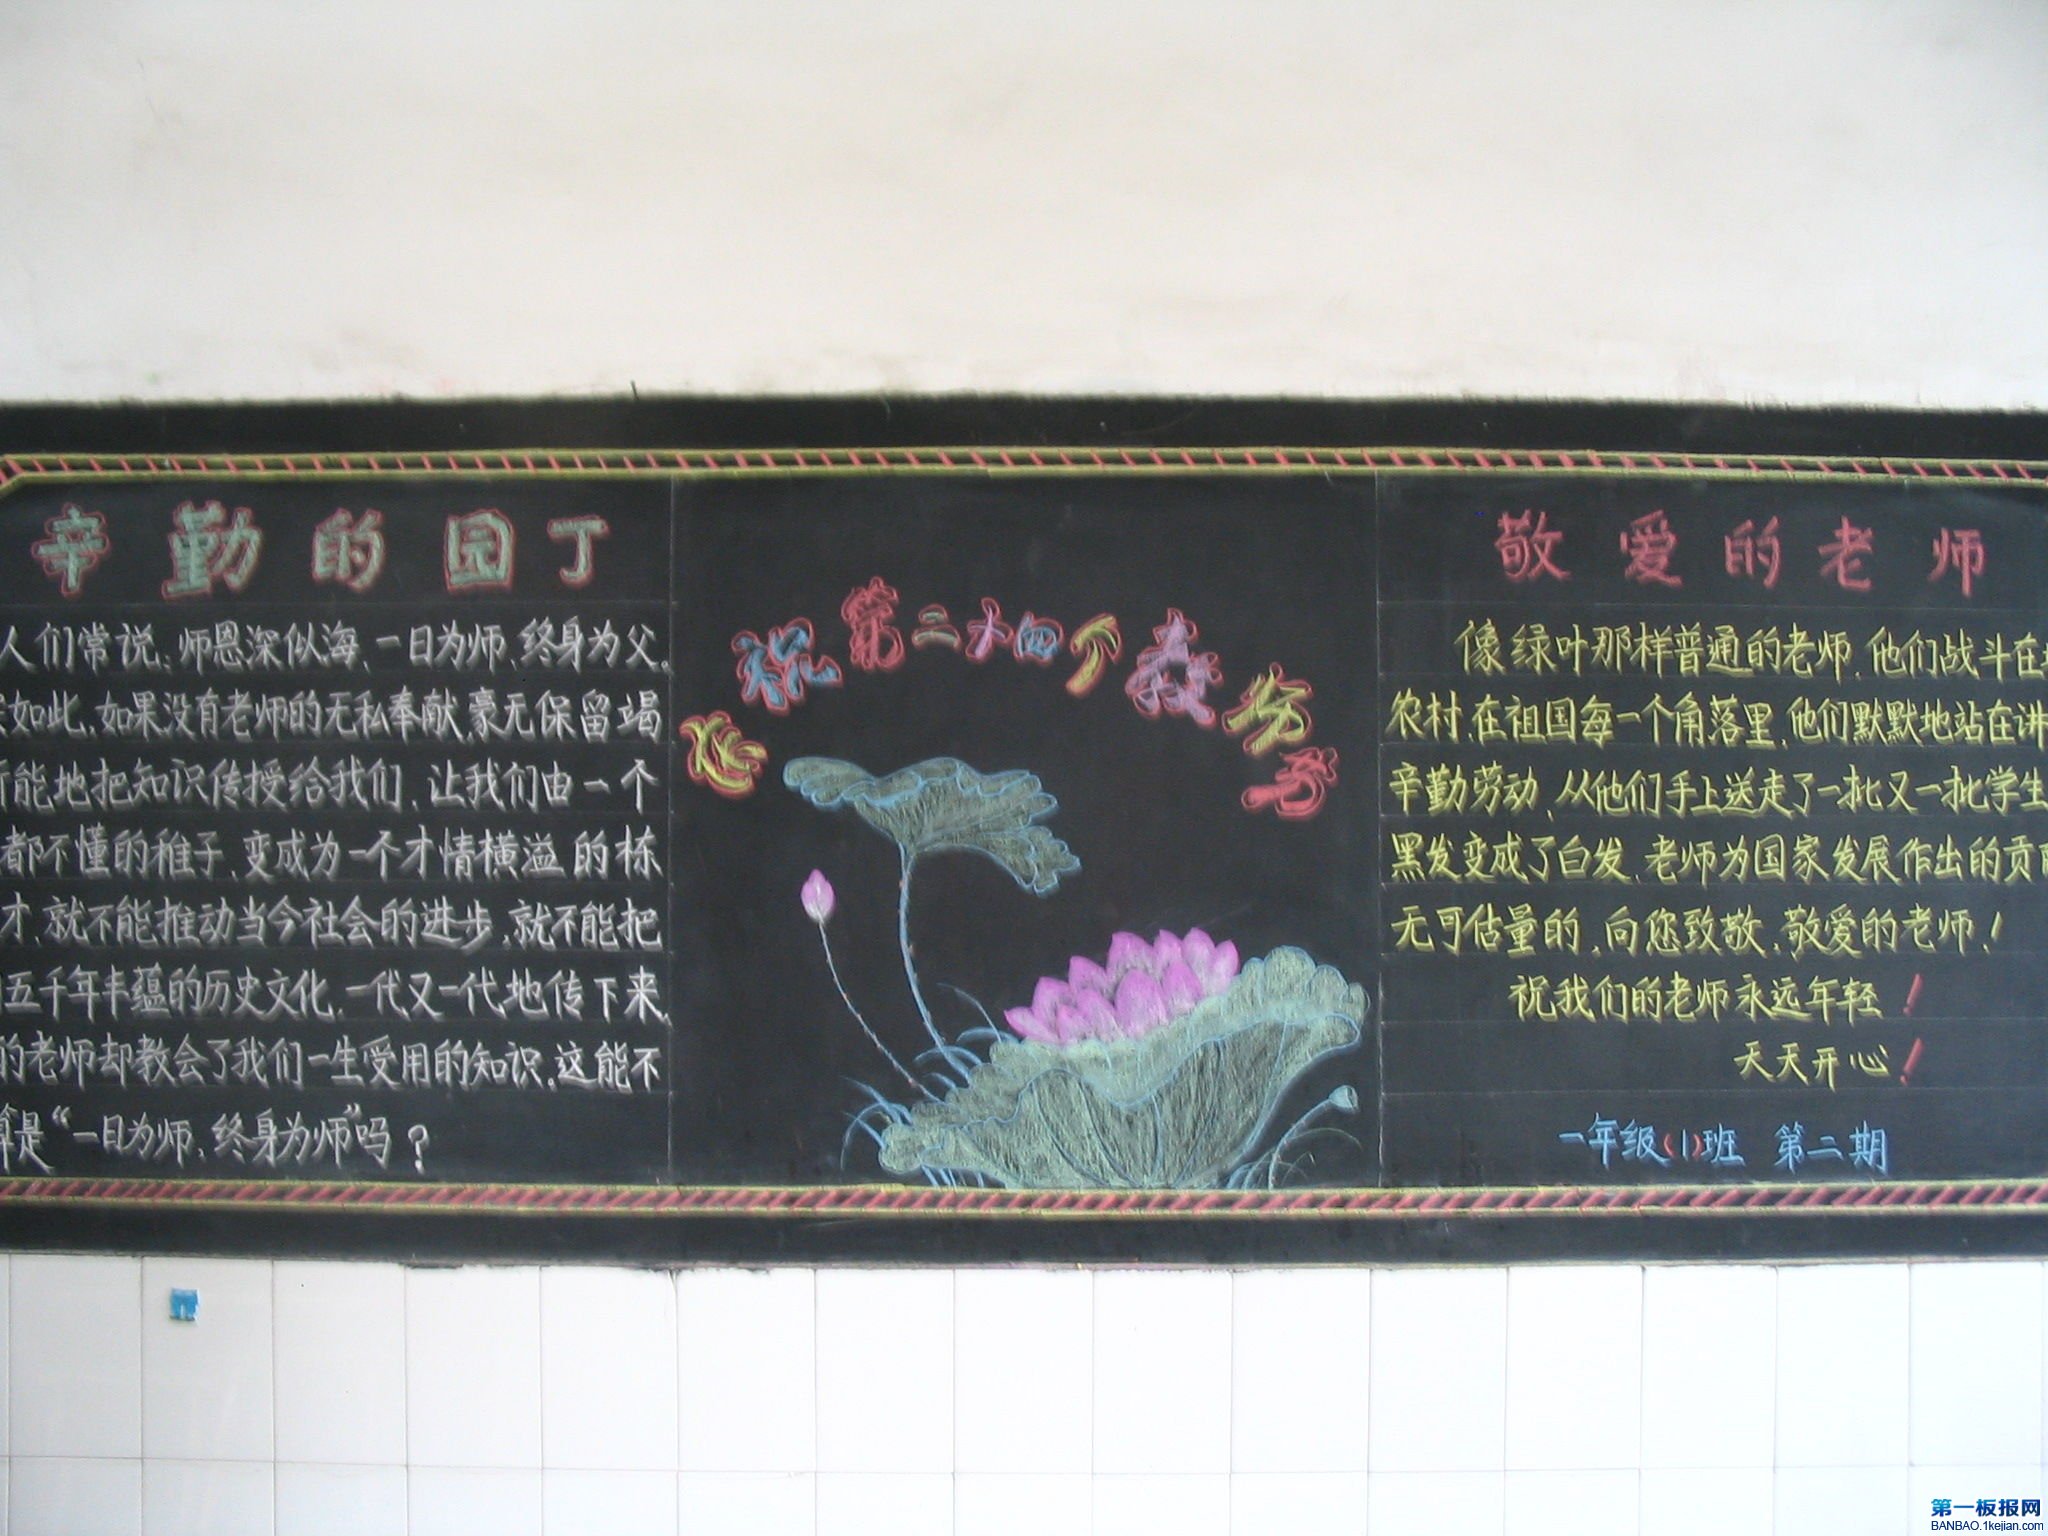 辛勤的园丁
人们常说:师恩深似海,一日为师,终身为父。
如此,如果没有老师的无私奉献,豪无保留竭
能地把知识传授给我们,让我们由一个
都不懂的稚子,变成为一个才情横溢的栋
才,就不能推动当今社会的进步,就不能把
五千年丰蕴的历史文化,一代又一代地传下来,
的老师却教会了我们一生受用的知识。这能不
算是“一日为师,终身为师”吗?
祝第二十四个教师节
敬爱的老师
像绿叶那样普通的老师,他们战斗在
农村,在祖国每一个角落里,他们默默地站在讲
辛勤劳动,从他们手上送走了一批又一批学生
黑发变成了白发,老师为国家发展作出的贡献
无可估量的,向您致敬,敬爱的老师,!
祝我们的老师永远年轻!
天天开心!
一年级(1)班 第二期
第一板报网
BANBAO.1kejian.com